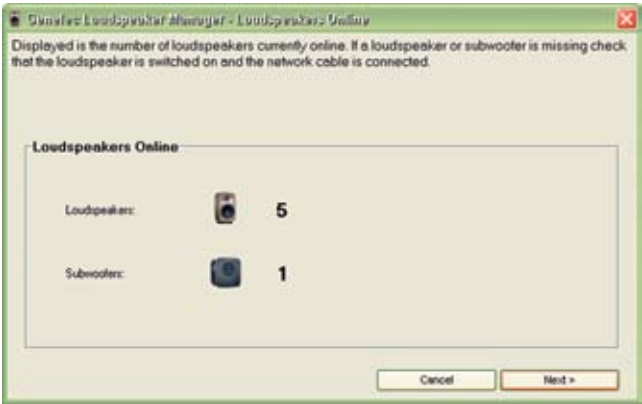 Genelec Loudspeaker Manager - Loudspeakers Online
Displayed is the number of loudspeakers currently online. If a loudspeaker or subwoofer is missing check
that the loudspeaker is switched on and the network cable is connected.
Loudspeakers Online
Loudspeakers: 5
Subwoofers: 1
Cancel Next >